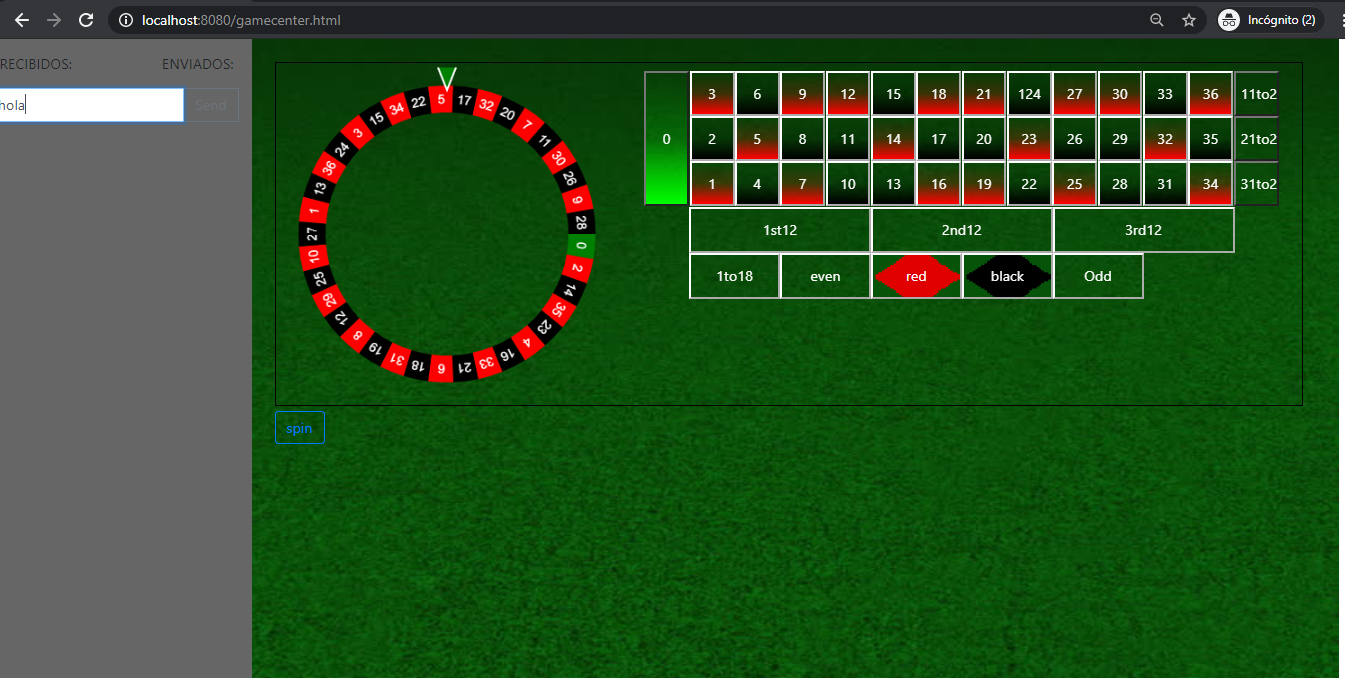 localhost:8080/gamecenter.html
Incógnito (2)
RECIBIDOS: ENVIADOS:
hola Send
5 17 32 20 7 11 30 26 9 28 0 2 14 35 23 4 16 33 21 6 18 31 19 8 12 29 25 10 27 1 13 36 24 3 15 34 22
0
3 6 9 12 15 18 21 124 27 30 33 36 11to2
2 5 8 11 14 17 20 23 26 29 32 35 21to2
1 4 7 10 13 16 19 22 25 28 31 34 31to2
1st12 2nd12 3rd12
1to18 even red black Odd
spin